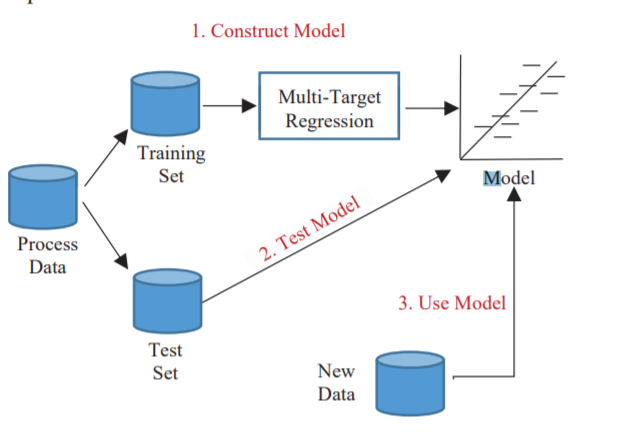 1. Construct Model
Multi-Target
Regression
Training
Set
Model
Process
Data
2. Test Model
3. Use Model
Test
Set
New
Data